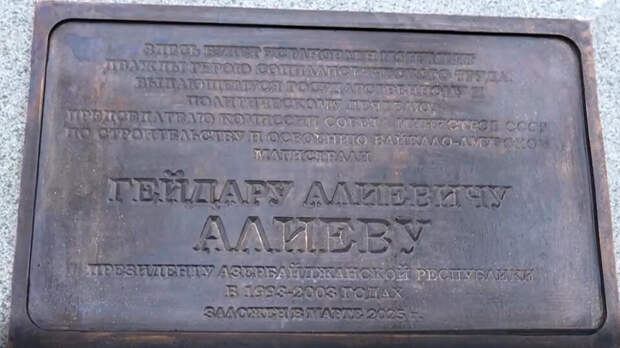 ЗДЕСЬ БУДЕТ УСТАНОВЛЕН ПАМЯТНИК
ДВАЖДЫ ГЕРОЮ СОЦИАЛИСТИЧЕСКОГО ТРУДА,
ВЫДАЮЩЕМУСЯ ГОСУДАРСТВЕННОМУ И
ПОЛИТИЧЕСКОМУ ДЕЯТЕЛЮ,
ПРЕДСЕДАТЕЛЮ КОМИССИИ СОВЕТА МИНИСТРОВ СССР
ПО СТРОИТЕЛЬСТВУ И ОСВОЕНИЮ БАЙКАЛО-АМУРСКОЙ
МАГИСТРАЛИ
ГЕЙДАРУ АЛИЕВИЧУ
АЛИЕВУ
ПРЕЗИДЕНТУ АЗЕРБАЙДЖАНСКОЙ РЕСПУБЛИКИ
В 1993-2003 ГОДАХ
ЗАЛОЖЕН В МАРТЕ 2025 г.